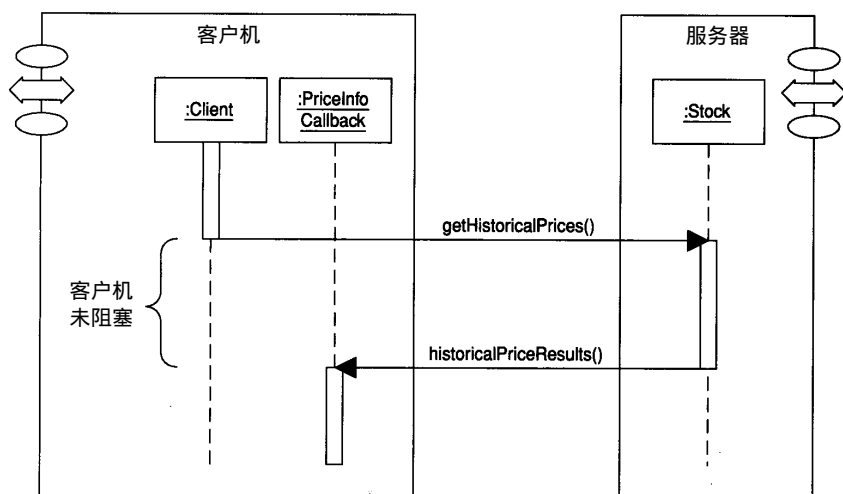 客户机
服务器
:Client
:PriceInfo
Callback
:Stock
getHistoricalPrices()
客户机
未阻塞
historicalPriceResults()